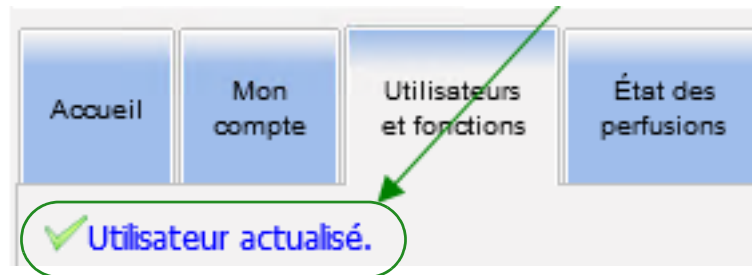 Accueil
Mon
compte
Utilisateurs
et fonctions
État des
perfusions
Utilisateur actualisé.